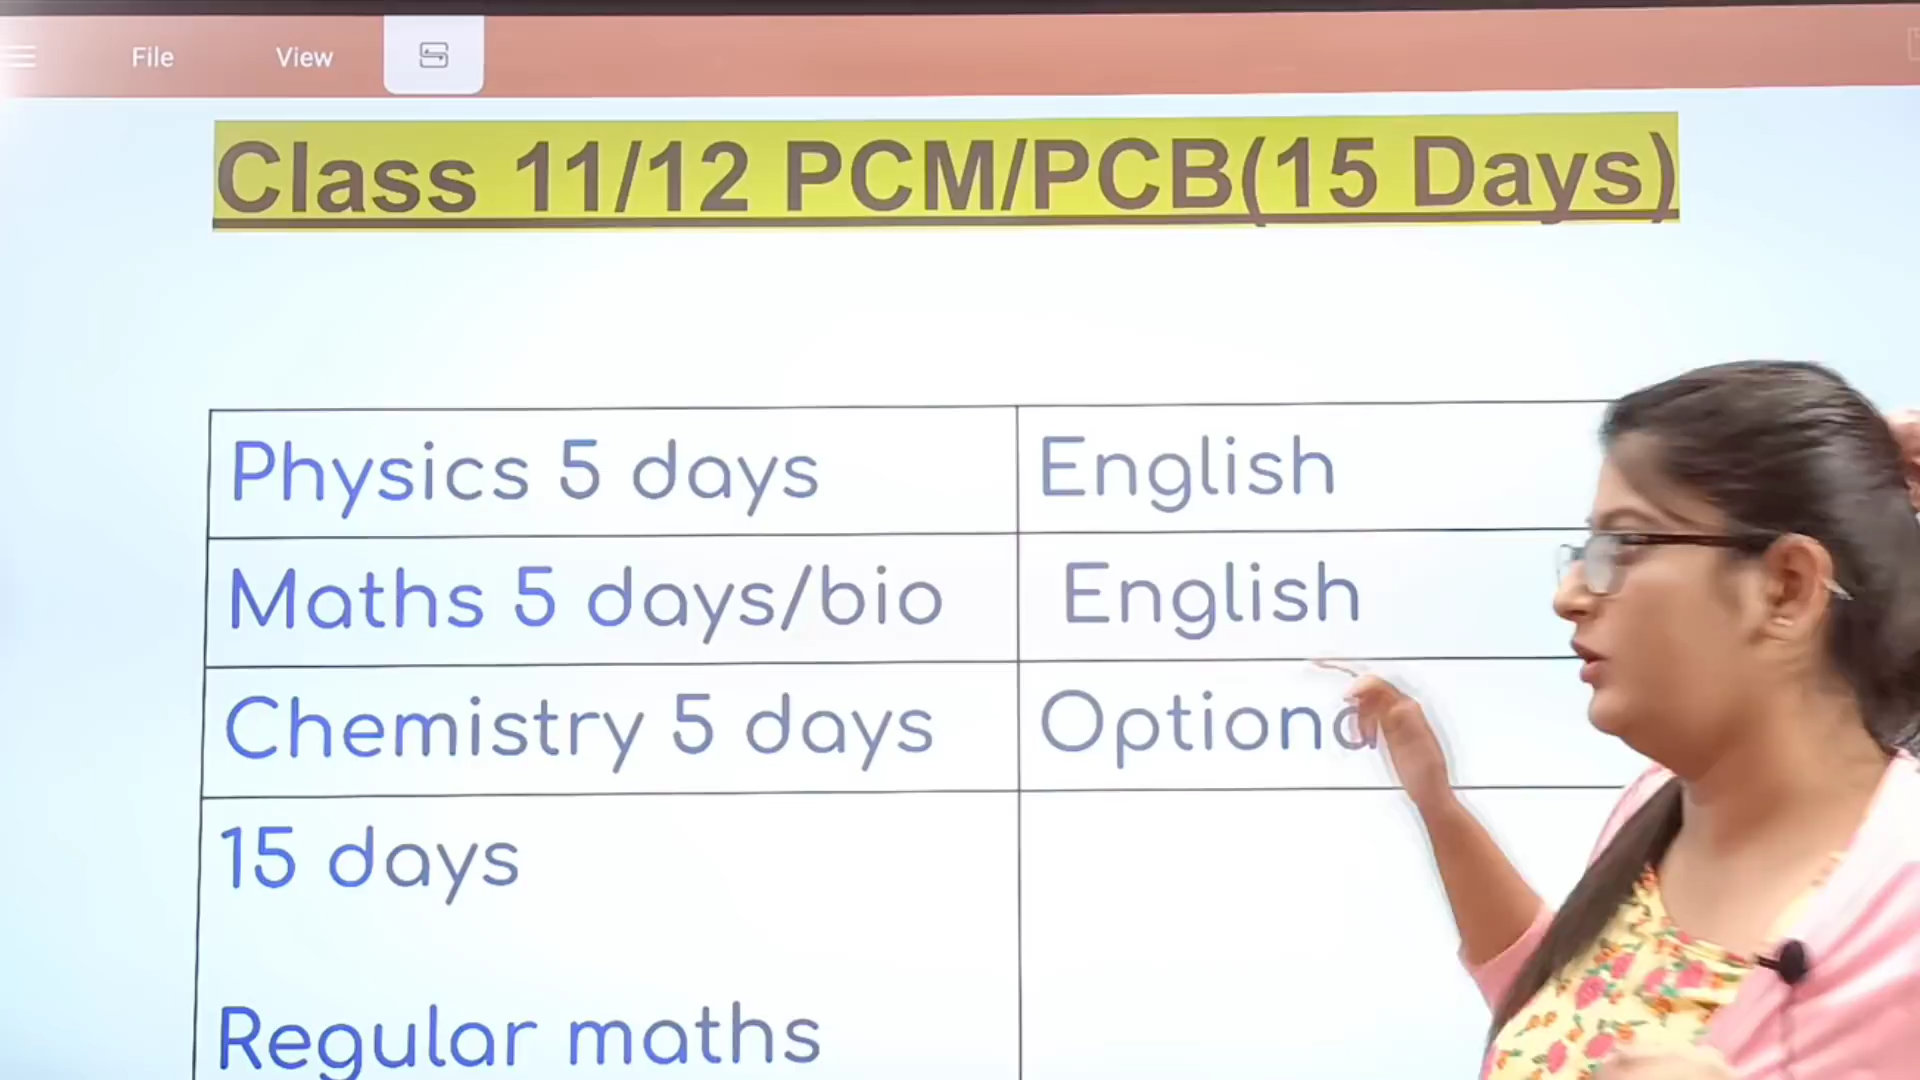 File View
Class 11/12 PCM/PCB(15 Days)
Physics 5 days English
Maths 5 days/bio English
Chemistry 5 days
15 days
Regular maths